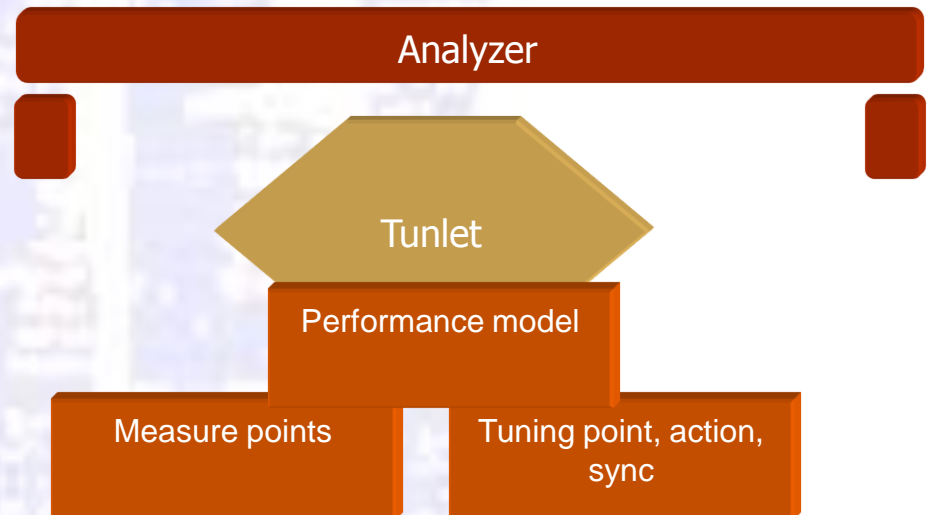 Analyzer
Tunlet
Performance model
Measure points
Tuning point, action,
sync